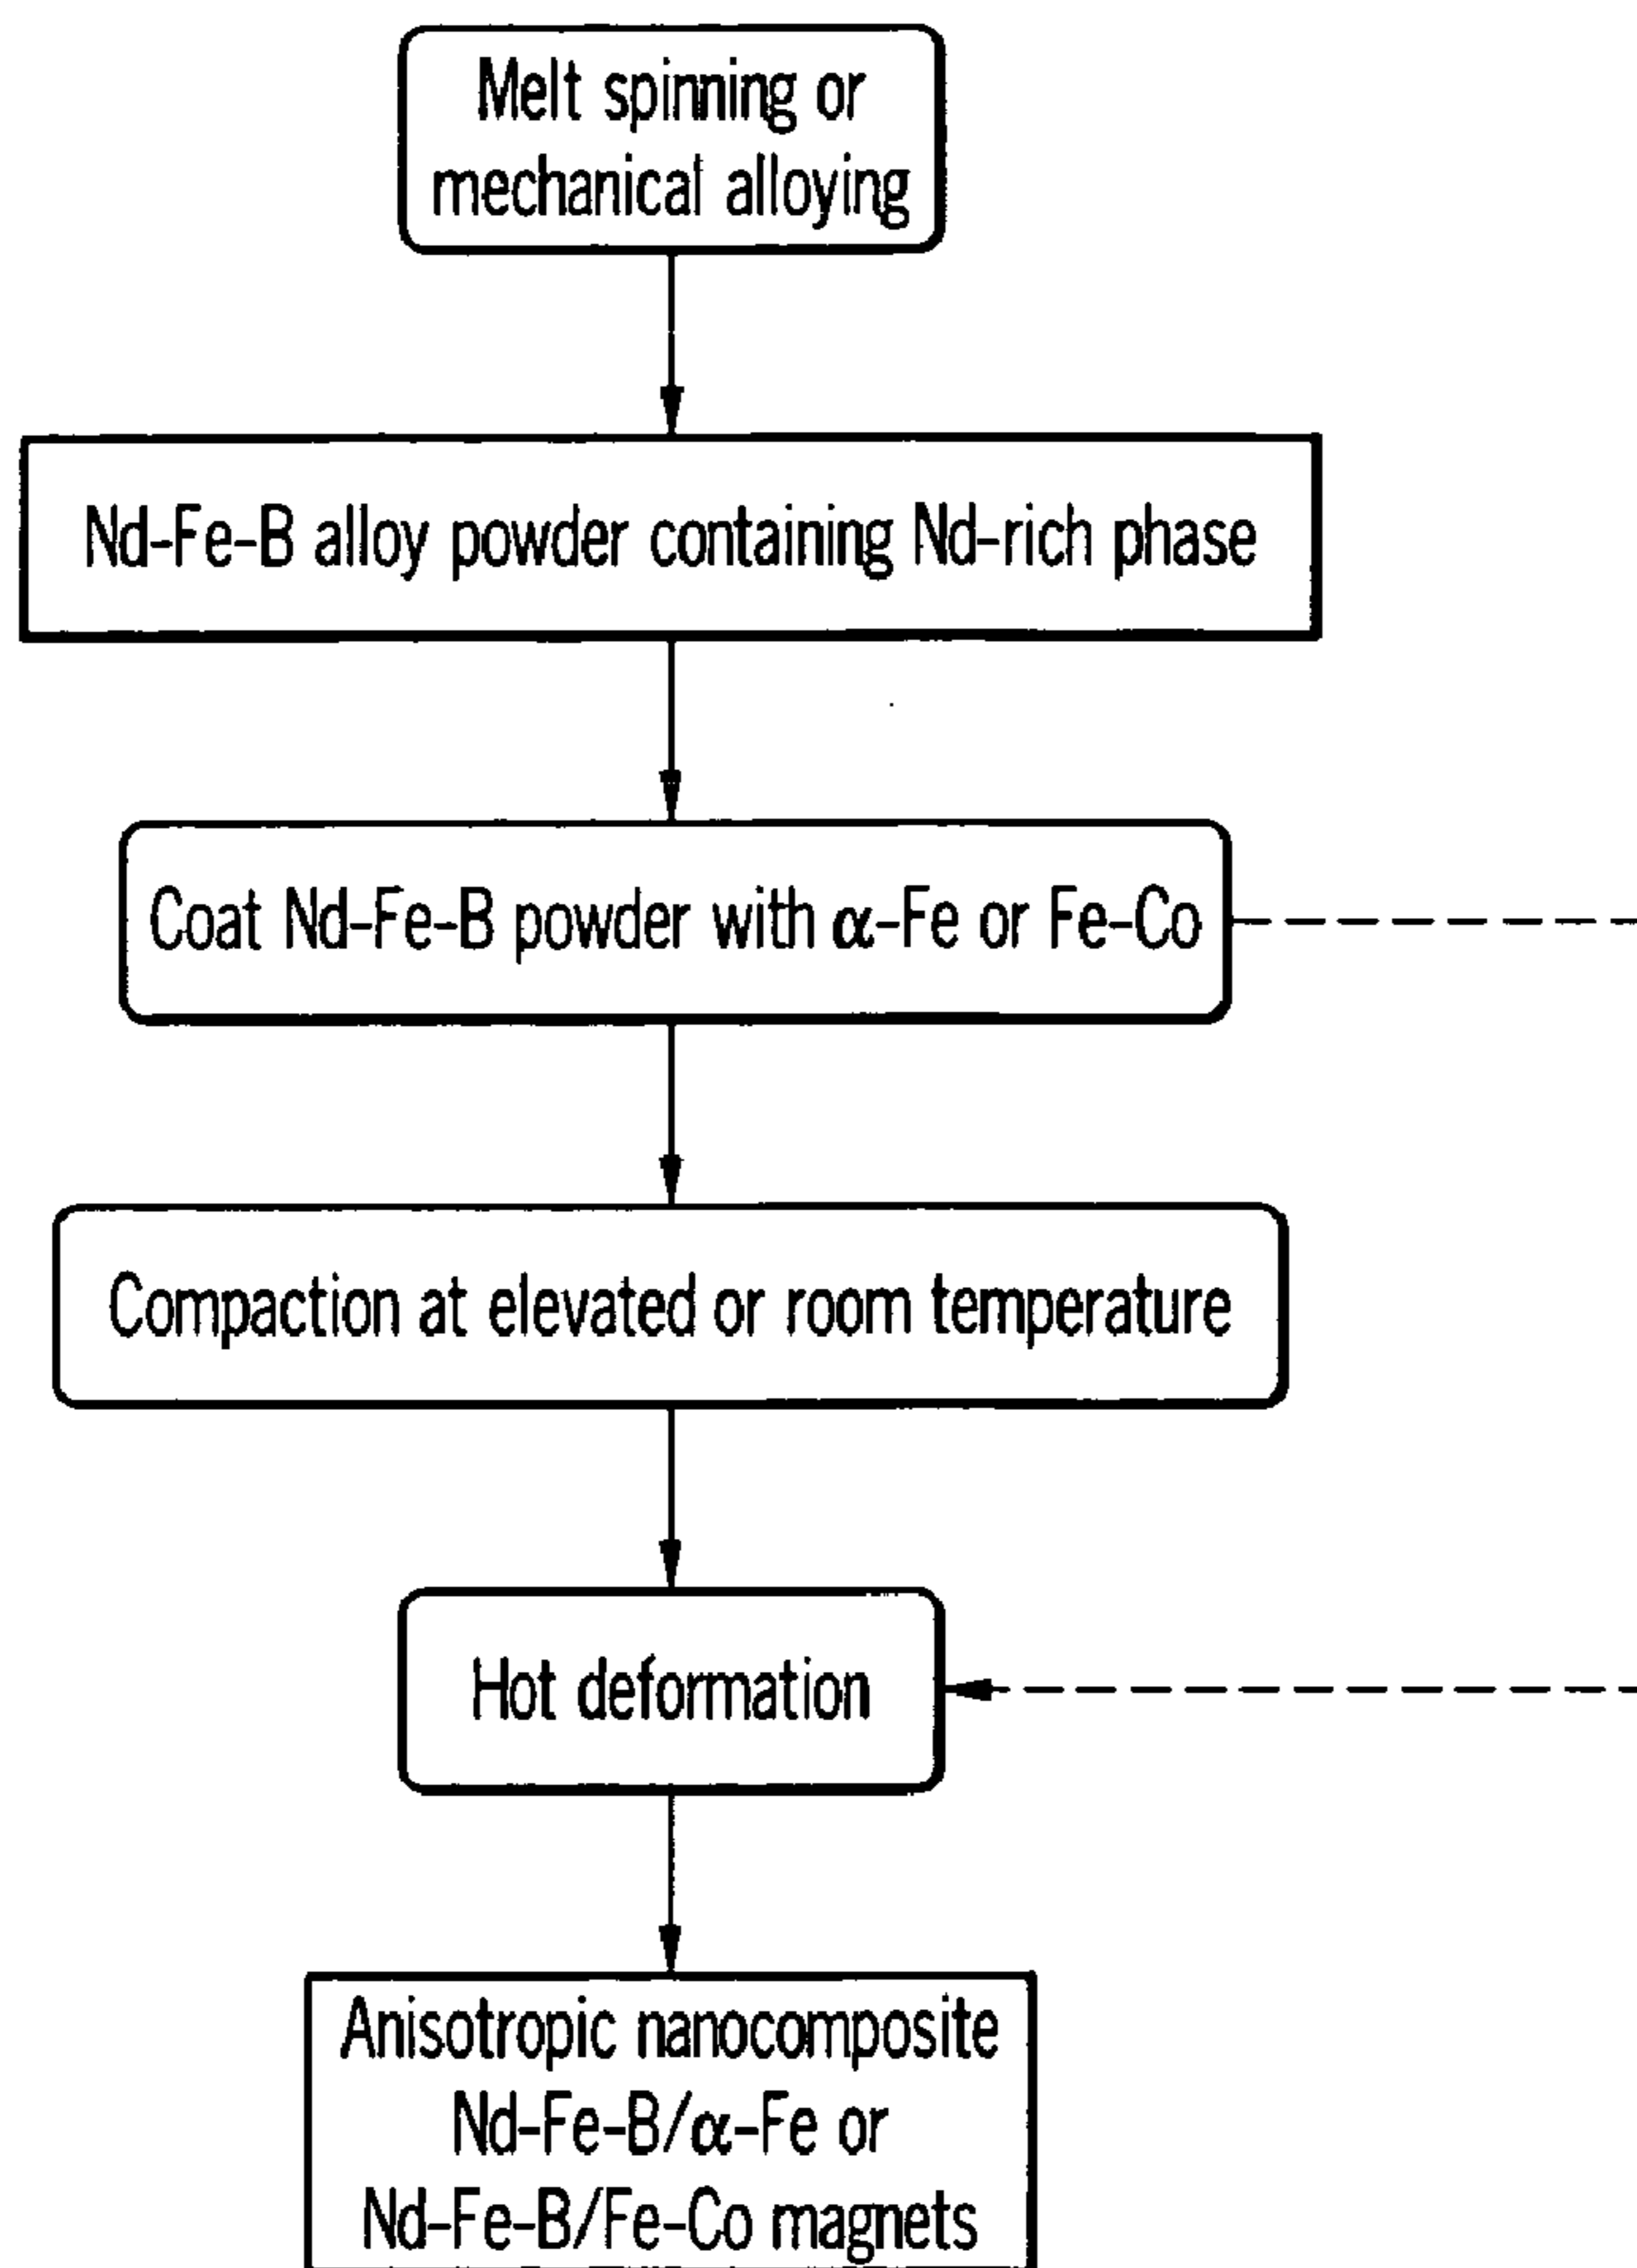 Melt spinning or
mechanical alloying
Nd-Fe-B alloy powder containing Nd-rich phase
Coat Nd-Fe-B powder with α-Fe or Fe-Co
Compaction at elevated or room temperature
Hot deformation
Anisotropic nanocomposite
Nd-Fe-B/α-Fe or
Nd-Fe-B/Fe-Co magnets